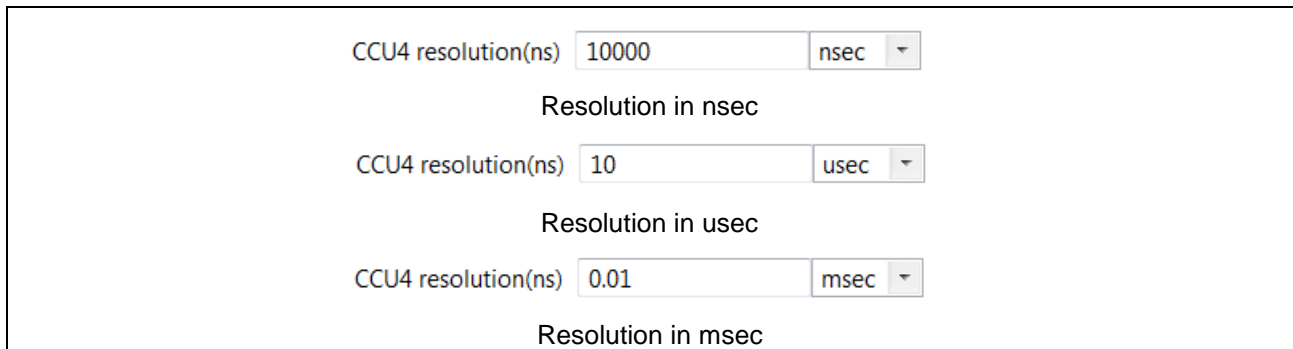 CCU4 resolution(ns) 10000 nsec
Resolution in nsec
CCU4 resolution(ns) 10 usec
Resolution in usec
CCU4 resolution(ns) 0.01 msec
Resolution in msec